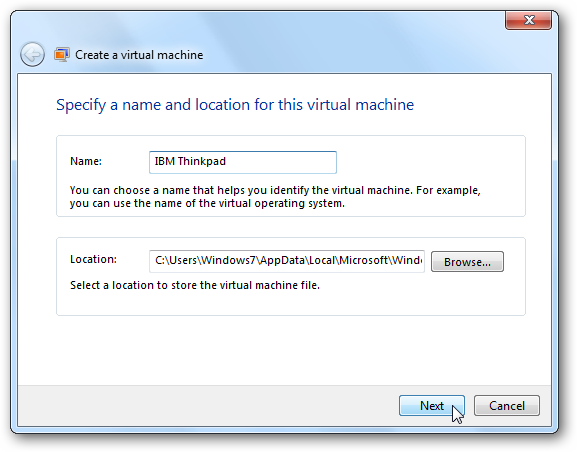 Create a virtual machine
Specify a name and location for this virtual machine
Name: IBM Thinkpad
You can choose a name that helps you identify the virtual machine. For example,
you can use the name of the virtual operating system.
Location: C:\Users\Windows7\AppData\Local\Microsoft\Wind Browse...
Select a location to store the virtual machine file.
Next Cancel